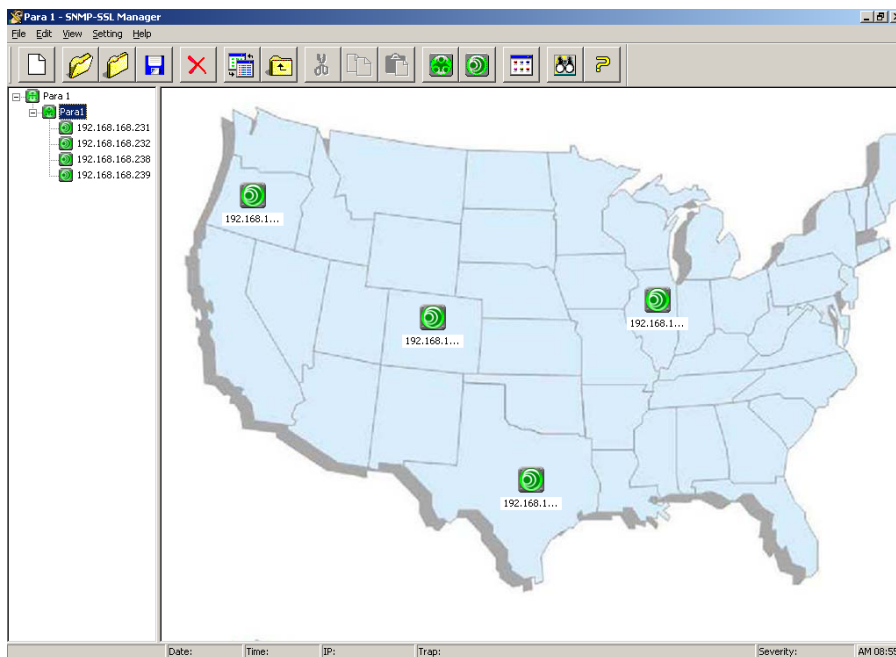 Para 1 - SNMP-SSL Manager
File Edit View Setting Help
Para 1
Para1
192.168.168.231
192.168.168.232
192.168.168.238
192.168.168.239
192.168.1...
192.168.1...
192.168.1...
192.168.1...
Date: Time: IP: Trap: Severity: AM 08:55